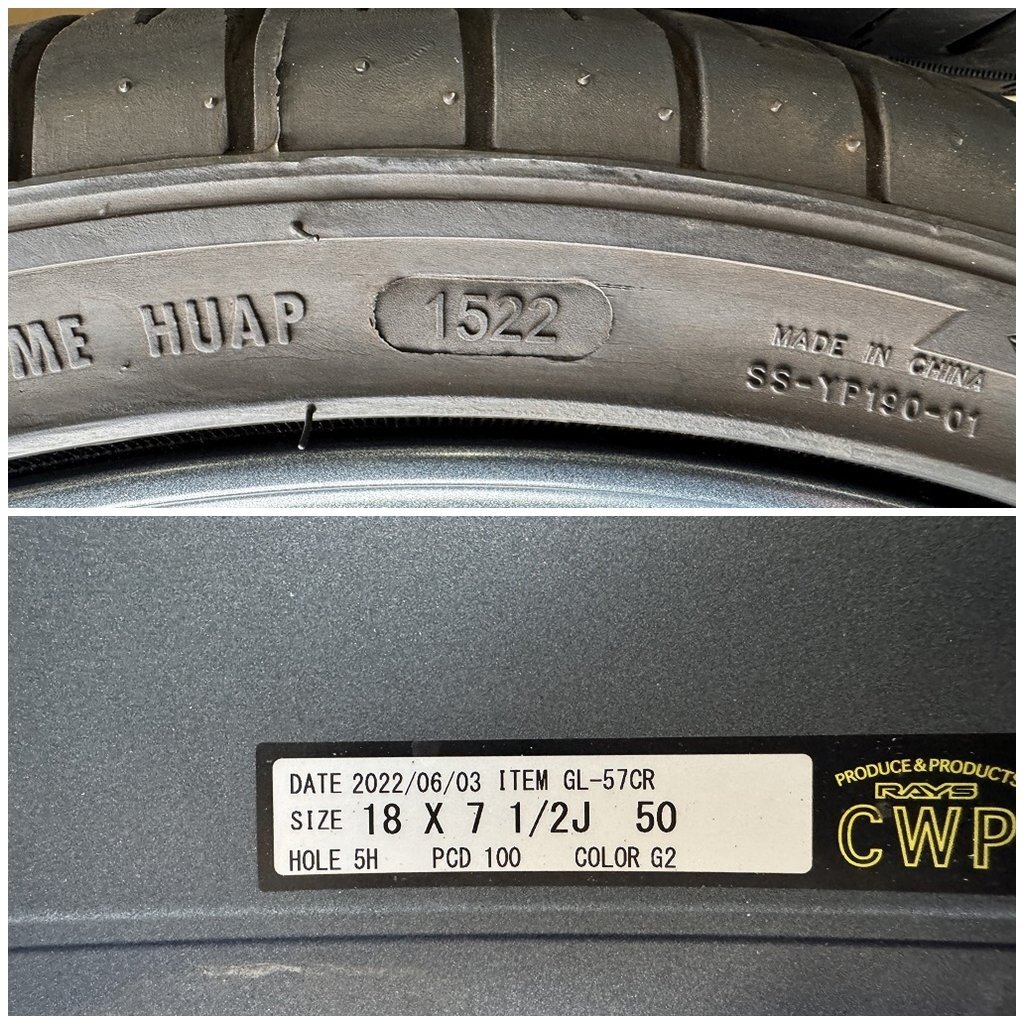 ME HUAP
1522
MADE IN CHINA
SS-YP190-01
DATE 2022/06/03 ITEM GL-57CR
SIZE 18 X 7 1/2J 50
HOLE 5H PCD 100 COLOR G2
PRODUCE & PRODUCTS
RAYS
CWP